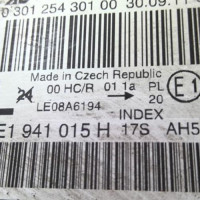 0 301 254 301 00 30.09.11
Made in Czech Republic
24 00 HC/R 01 1a PL E1
LE08A6194 20
INDEX
E1 941 015 H 17S AH5